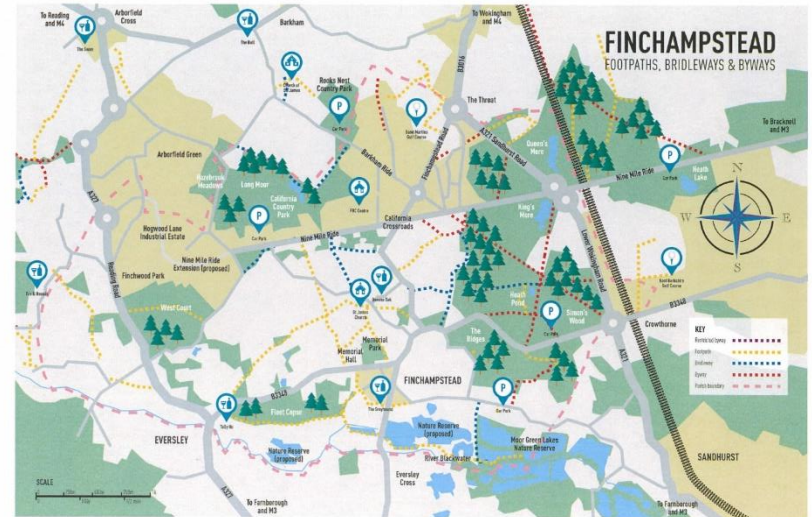 FINCHAMPSTEAD
FOOTPATHS, BRIDLEWAYS & BYWAYS
To Reading
and M4
Arborfield
Cross
Barkham
To Wokingham
and M4
B3016
Rooks Nest
Country Park
Car Park
The Throat
A321 Sandhurst Road
Queen's
Mere
To Bracknell
and M3
Car Park
Heath
Lake
Nine Mile Ride
Arborfield Green
Barkham Ride
Finchampstead Road
Long Moor
California
Country
Park
FBC Centre
Car Park
California
Crossroads
King's
Mere
N
W
E
S
A327
Hogwood Lane
Industrial Estate
Nine Mile Ride
Extension (proposed)
Nine Mile Ride
Lower Wokingham Road
Finchwood Park
Reading Road
West Court
Heath
Pond
Simon's
Wood
Car Park
B3348
Crowthorne
A321
The Ridges
Memorial
Park
Memorial
Hall
FINCHAMPSTEAD
The Greyhound
Car Park
KEY
Restricted byway
Footpath
Bridleway
Byway
Parish boundary
B3348
Fleet Copse
EVERSLEY
Nature Reserve
(proposed)
Nature Reserve
(proposed)
Moor Green Lakes
Nature Reserve
River Blackwater
Eversley
Cross
SANDHURST
SCALE
A327
To Farnborough
and M3
To Farnborough
and M3